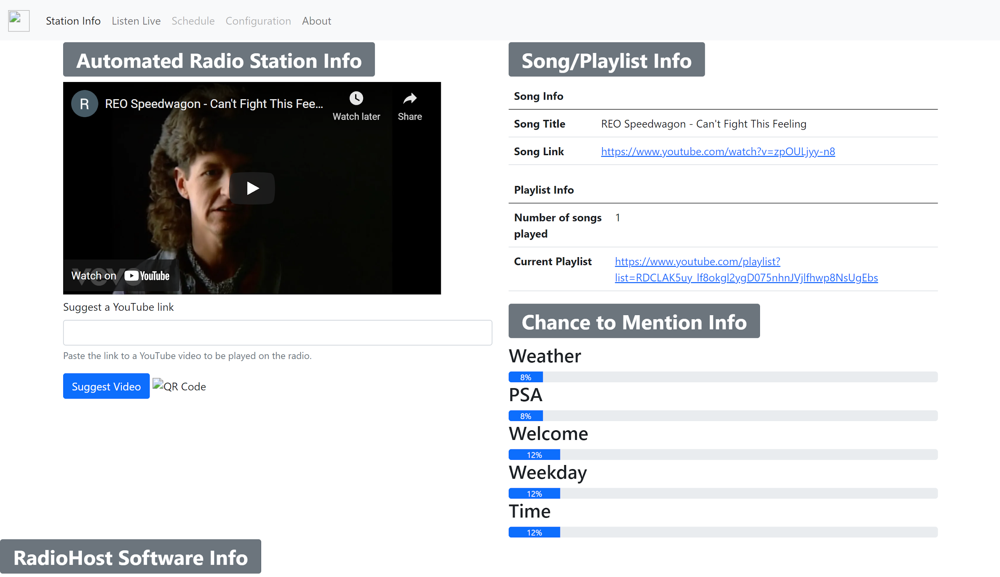 Station Info Listen Live Schedule Configuration About
Automated Radio Station Info
R REO Speedwagon - Can't Fight This Fee...
Watch later
Share
vevo
Watch on YouTube
Suggest a YouTube link
Paste the link to a YouTube video to be played on the radio.
Suggest Video QR Code
Song/Playlist Info
Song Info
Song Title REO Speedwagon - Can't Fight This Feeling
Song Link https://www.youtube.com/watch?v=zpOULjyy-n8
Playlist Info
Number of songs 1
played
Current Playlist https://www.youtube.com/playlist?
list=RDCLAK5uy_lf8okgl2ygD075nhnJVjlfhwp8NsUgEbs
Chance to Mention Info
Weather
8%
PSA
8%
Welcome
12%
Weekday
12%
Time
12%
RadioHost Software Info